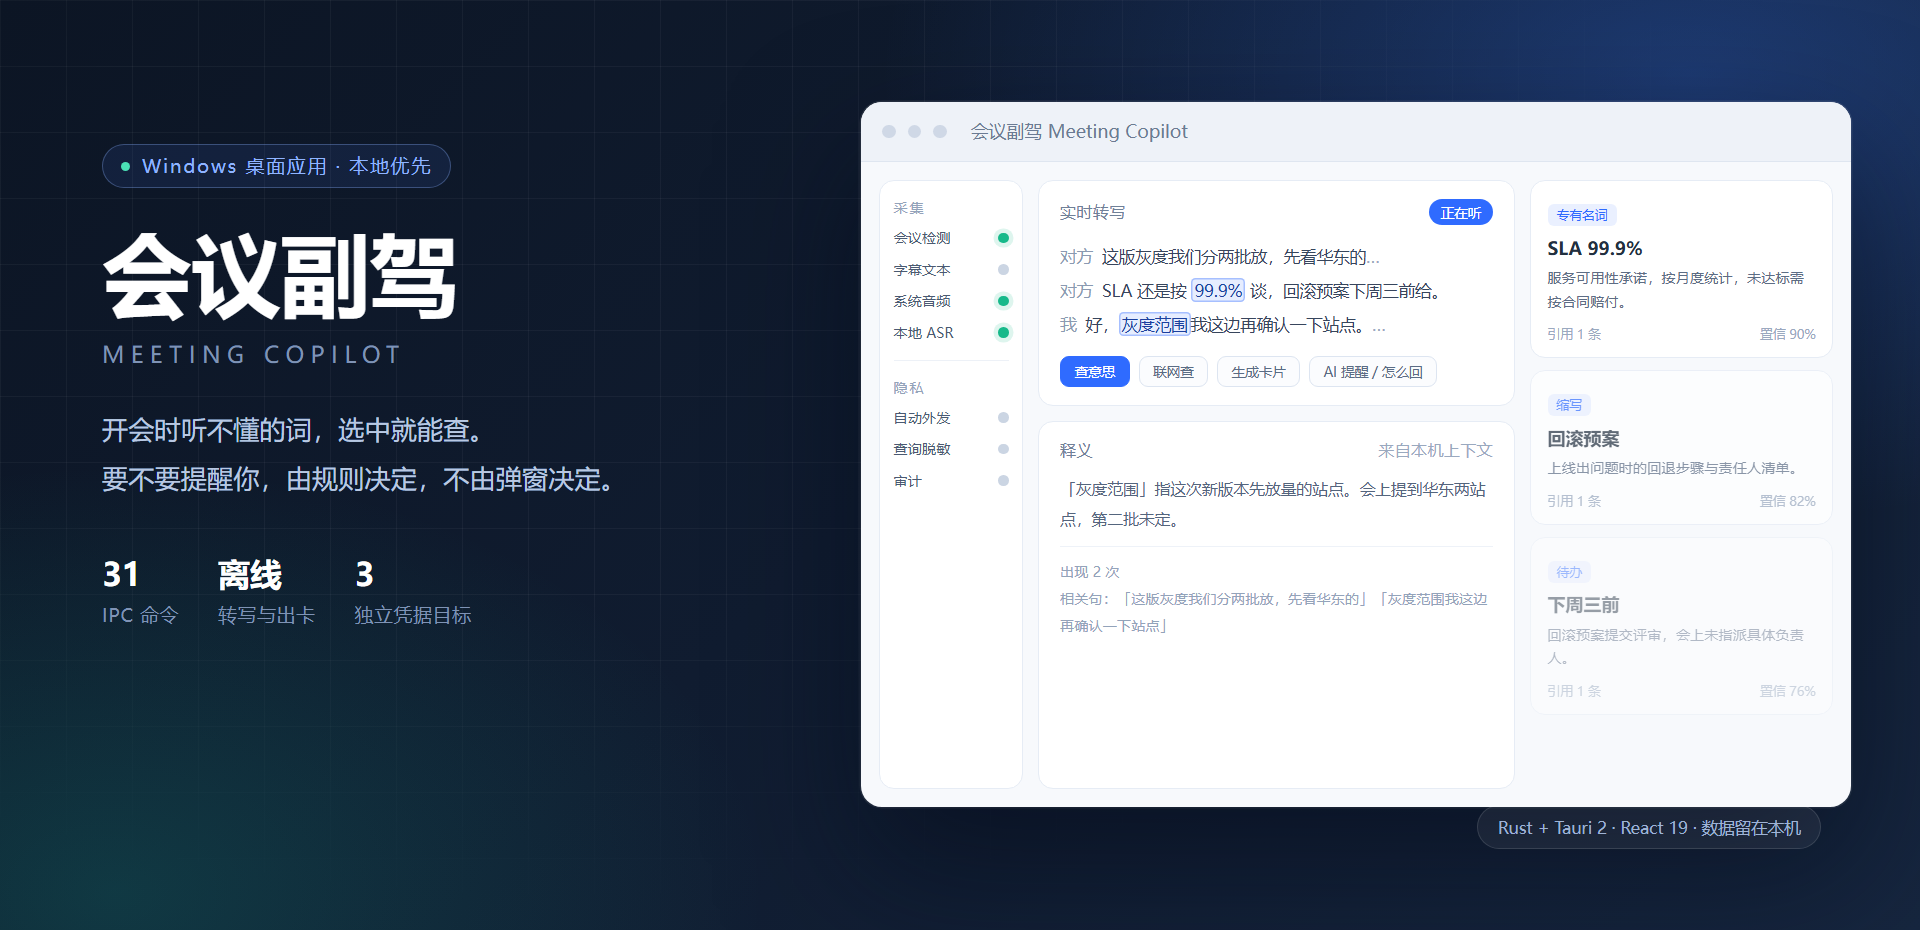 Windows 桌面应用 · 本地优先
会议副驾
MEETING COPILOT
开会时听不懂的词，选中就能查。
要不要提醒你，由规则决定，不由弹窗决定。
31
IPC 命令
离线
转写与出卡
3
独立凭据目标
会议副驾 Meeting Copilot
采集
会议检测
字幕文本
系统音频
本地 ASR
隐私
自动外发
查询脱敏
审计
实时转写
正在听
对方 这版灰度我们分两批放，先看华东的...
对方 SLA 还是按 99.9% 谈，回滚预案下周三前给。
我 好，灰度范围我这边再确认一下站点。...
查意思
联网查
生成卡片
AI 提醒 / 怎么回
释义
来自本机上下文
「灰度范围」指这次新版本先放量的站点。会上提到华东两站
点，第二批未定。
出现 2 次
相关句：「这版灰度我们分两批放，先看华东的」「灰度范围我这边
再确认一下站点」
专有名词
SLA 99.9%
服务可用性承诺，按月度统计，未达标需
按合同赔付。
引用 1 条
置信 90%
缩写
回滚预案
上线出问题时的回退步骤与责任人清单。
引用 1 条
置信 82%
待办
下周三前
回滚预案提交评审，会上未指派具体负责
人。
引用 1 条
置信 76%
Rust + Tauri 2 · React 19 · 数据留在本机